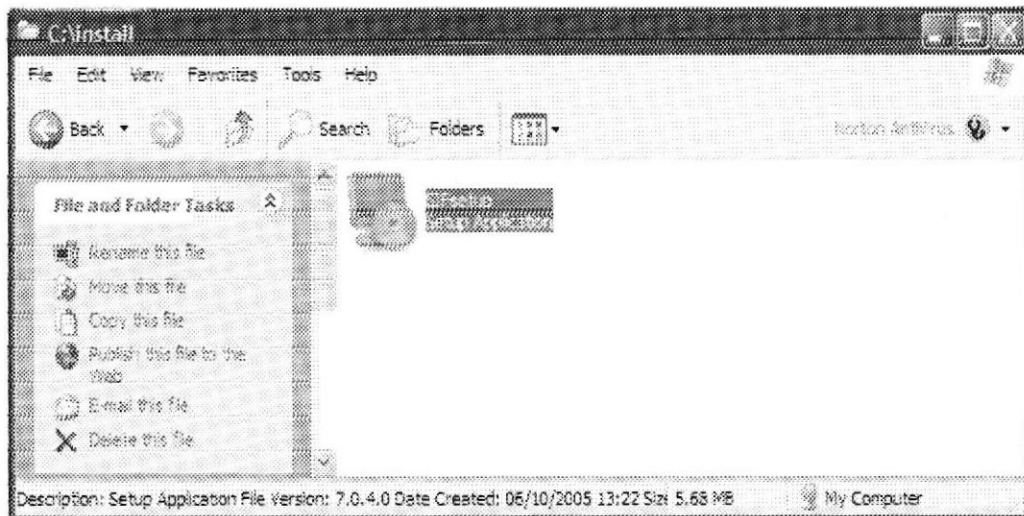 C:\install
File Edit View Favorites Tools Help
Back Search Folders Norton AntiVirus
File and Folder Tasks
Rename this file
Move this file
Copy this file
Publish this file to the
Web
E-mail this file
Delete this file
Setup Application
Description: Setup Application File Version: 7.0.4.0 Date Created: 06/10/2005 13:22 Size 5.68 MB My Computer